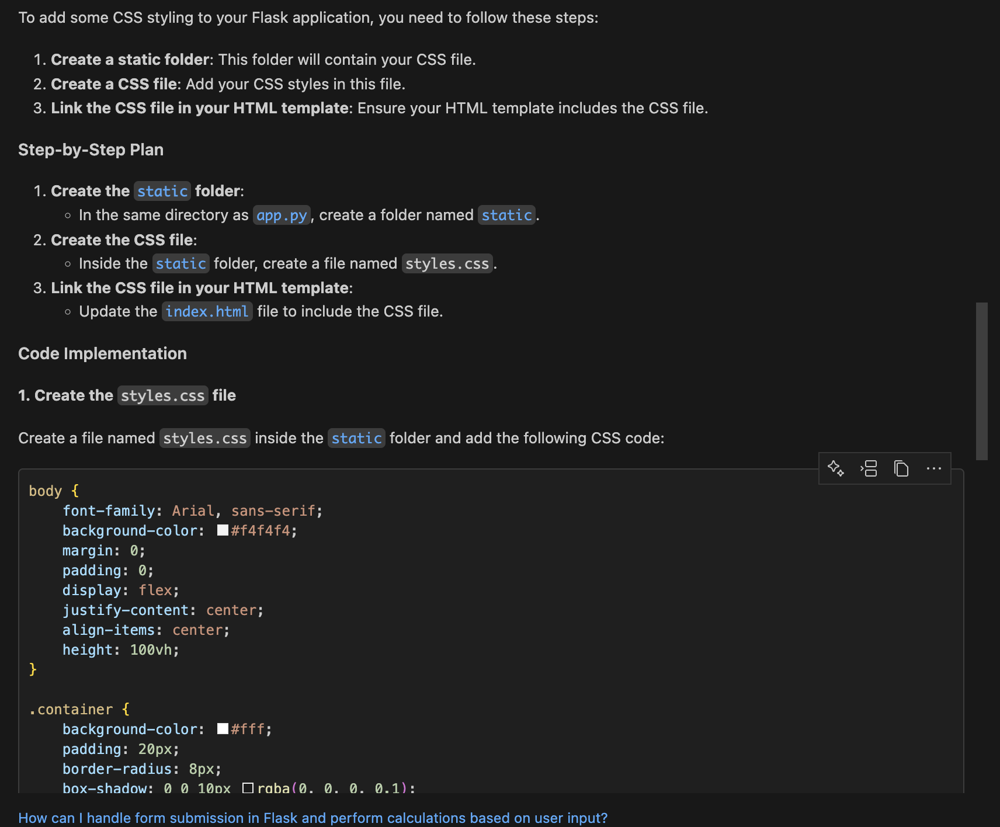 To add some CSS styling to your Flask application, you need to follow these steps:
1. Create a static folder: This folder will contain your CSS file.
2. Create a CSS file: Add your CSS styles in this file.
3. Link the CSS file in your HTML template: Ensure your HTML template includes the CSS file.
Step-by-Step Plan
1. Create the static folder:
◦ In the same directory as app.py, create a folder named static.
2. Create the CSS file:
◦ Inside the static folder, create a file named styles.css.
3. Link the CSS file in your HTML template:
◦ Update the index.html file to include the CSS file.
Code Implementation
1. Create the styles.css file
Create a file named styles.css inside the static folder and add the following CSS code:
body {
    font-family: Arial, sans-serif;
    background-color: #f4f4f4;
    margin: 0;
    padding: 0;
    display: flex;
    justify-content: center;
    align-items: center;
    height: 100vh;
}
.container {
    background-color: #fff;
    padding: 20px;
    border-radius: 8px;
    box-shadow: 0 0 10px rgba(0, 0, 0, 0.1);
How can I handle form submission in Flask and perform calculations based on user input?